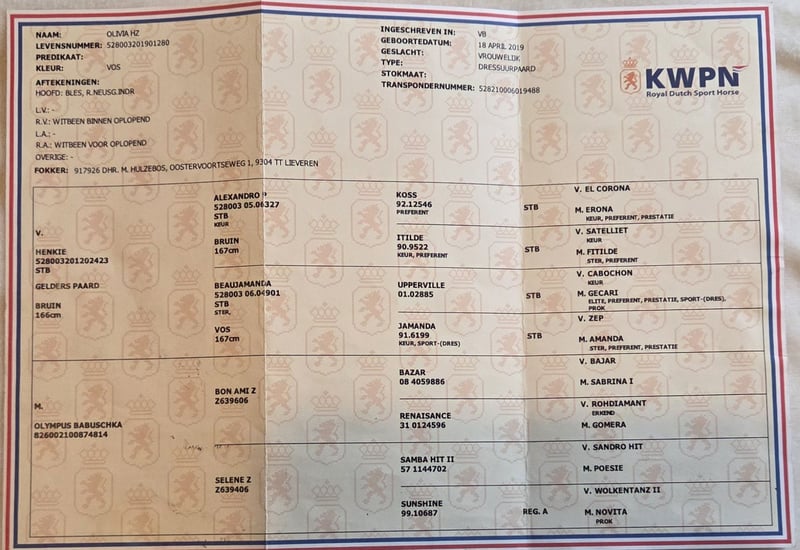 NAAM: OLIVIA HZ
LEVENSNUMMER: 528003201901280
PREDIKAAT:
KLEUR: VOS
AFTEKENINGEN:
HOOFD: BLES, R.NEUSG.INDR
L.V.: -
R.V.: WITBEEN BINNEN OPLOPEND
L.A.: -
R.A.: WITBEEN VOOR OPLOPEND
OVERIGE: -
FOKKER: 917926 DHR. M. HULZEBOS, OOSTERVOORTSEWEG 1, 9304 TT LIEVEREN
INGESCHREVEN IN: VB
GEBOORTEDATUM: 18 APRIL 2019
GESLACHT: VROUWELIJK
TYPE: DRESSUURPAARD
STOKMAAT:
TRANSPONDERNUMMER: 528210006019488
KWPN
Royal Dutch Sport Horse
V.
HENKIE
528003201202423
STB
GELDERS PAARD
BRUIN
166cm
M.
OLYMPUS BABUSCHKA
826002100874814
ALEXANDRO P
528003 05.06327
STB
KEUR
BRUIN
167cm
BEAUJAMANDA
528003 06.04901
STB
STER,
VOS
167cm
BON AMI Z
Z639606
SELENE Z
Z639406
KOSS
92.12546
PREFERENT
ITILDE STB
90.9522
KEUR, PREFERENT
UPPERVILLE
01.02885
JAMANDA STB
91.6199
KEUR, SPORT-(DRES)
BAZAR
08 4059886
RENAISANCE
31 0124596
SAMBA HIT II
57 1144702
SUNSHINE
99.10687
V. EL CORONA
STB M. ERONA
KEUR, PREFERENT, PRESTATIE
V. SATELLIET
KEUR
STB M. FITILDE
STER, PREFERENT
V. CABOCHON
KEUR
STB M. GECARI
ELITE, PREFERENT, PRESTATIE, SPORT-(DRES),
PROK
V. ZEP
STB M. AMANDA
STER, PREFERENT, PRESTATIE
V. BAJAR
M. SABRINA I
V. ROHDIAMANT
ERKEND
M. GOMERA
V. SANDRO HIT
M. POESIE
V. WOLKENTANZ II
REG. A M. NOVITA
PROK